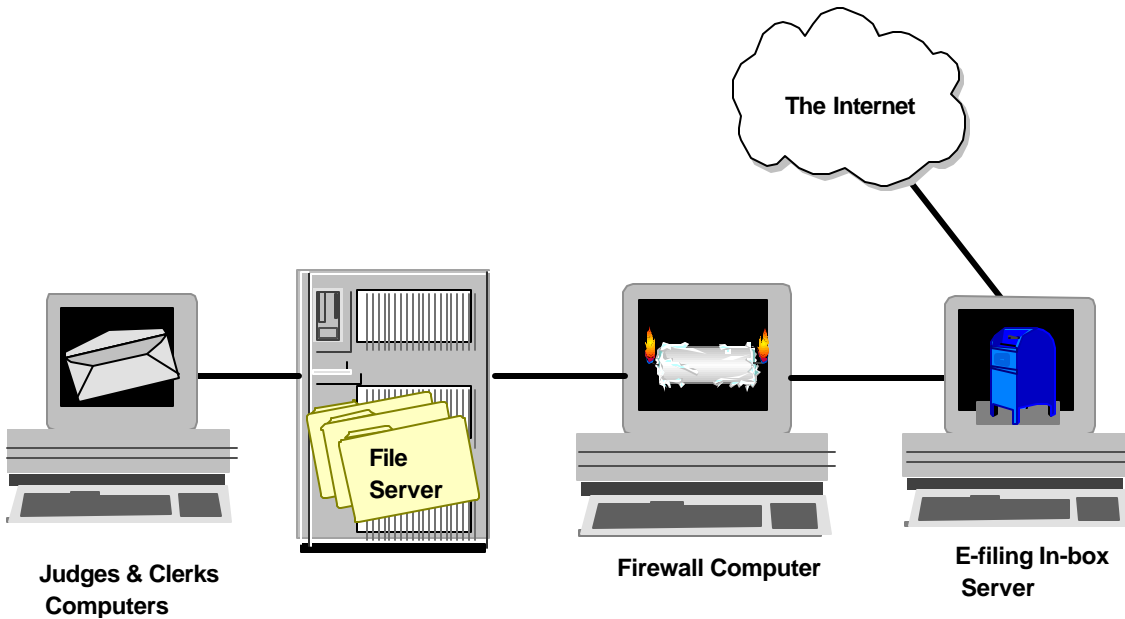 The Internet
File
Server
Judges & Clerks
Computers
Firewall Computer
E-filing In-box
Server